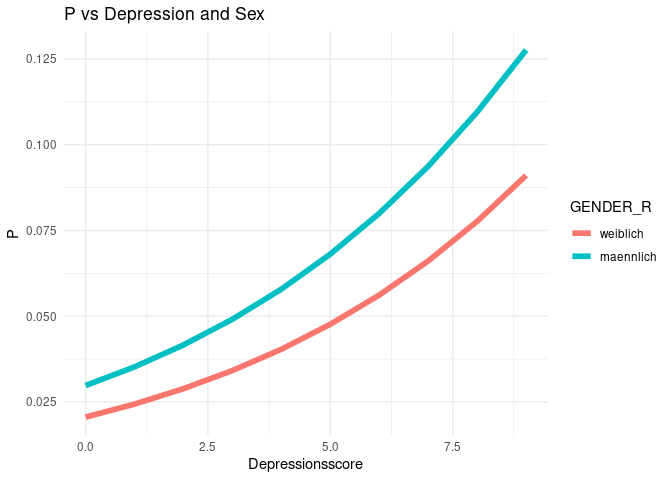 P vs Depression and Sex
0.125
0.100
0.075
0.050
0.025
P
0.0
2.5
5.0
7.5
Depressionsscore
GENDER_R
weiblich
maennlich